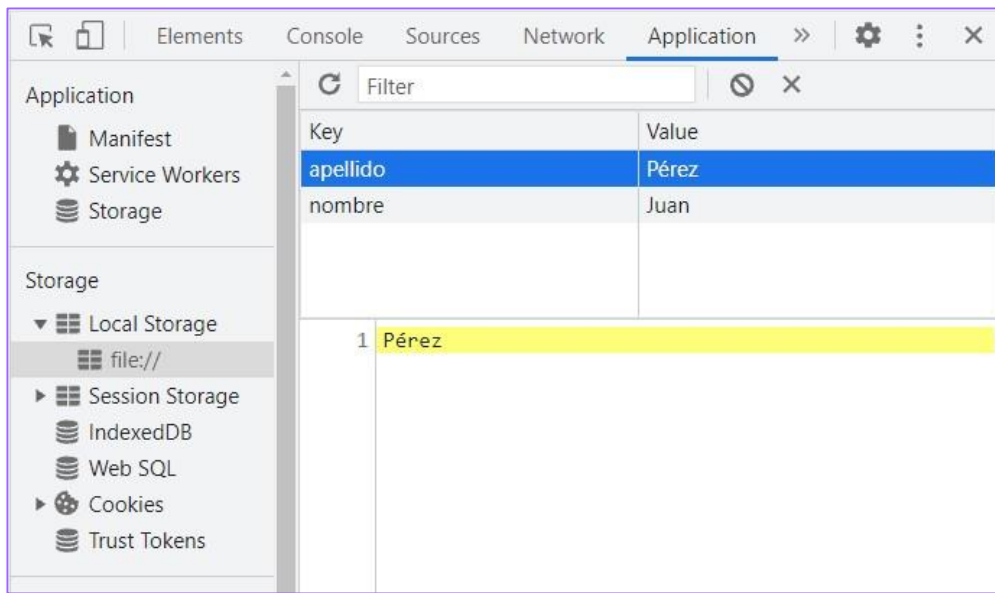 Elements Console Sources Network Application »
Application
Manifest
Service Workers
Storage
Storage
Local Storage
file://
Session Storage
IndexedDB
Web SQL
Cookies
Trust Tokens
Filter
Key Value
apellido Pérez
nombre Juan
1 Pérez